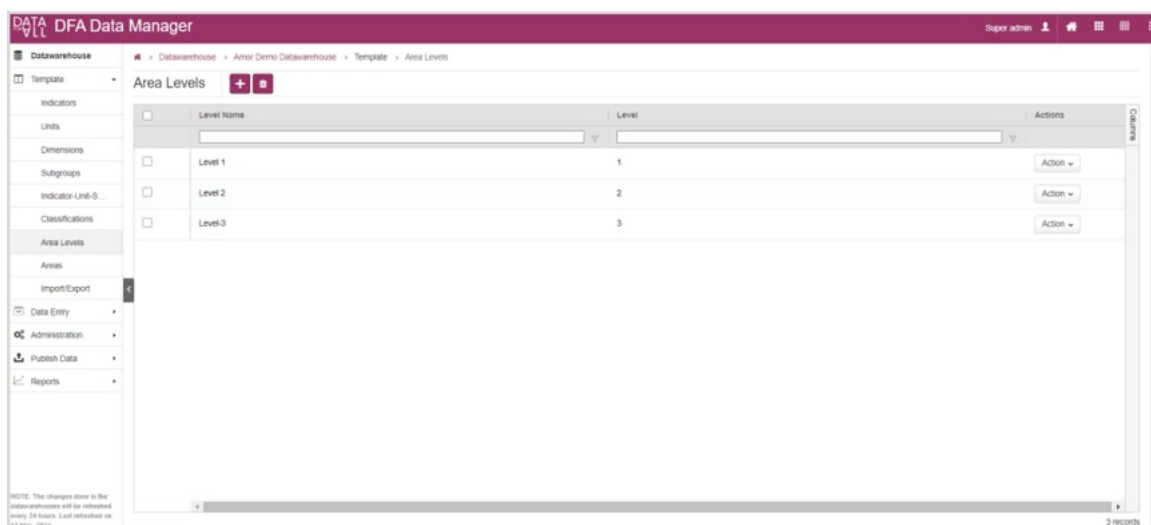 DATA FOR ALL DFA Data Manager
Super admin
Datawarehouse
Datawarehouse > Amor Demo Datawarehouse > Template > Area Levels
Template
Area Levels
Indicators
Units
Dimensions
Subgroups
Indicator-Unit-S...
Classifications
Area Levels
Areas
Import/Export
Data Entry
Administration
Publish Data
Reports
Level Name Level Actions
Columns
Level 1 1 Action
Level 2 2 Action
Level-3 3 Action
NOTE: The changes done in the
datawarehouses will be refreshed
every 24 hours. Last refreshed on:
3 records